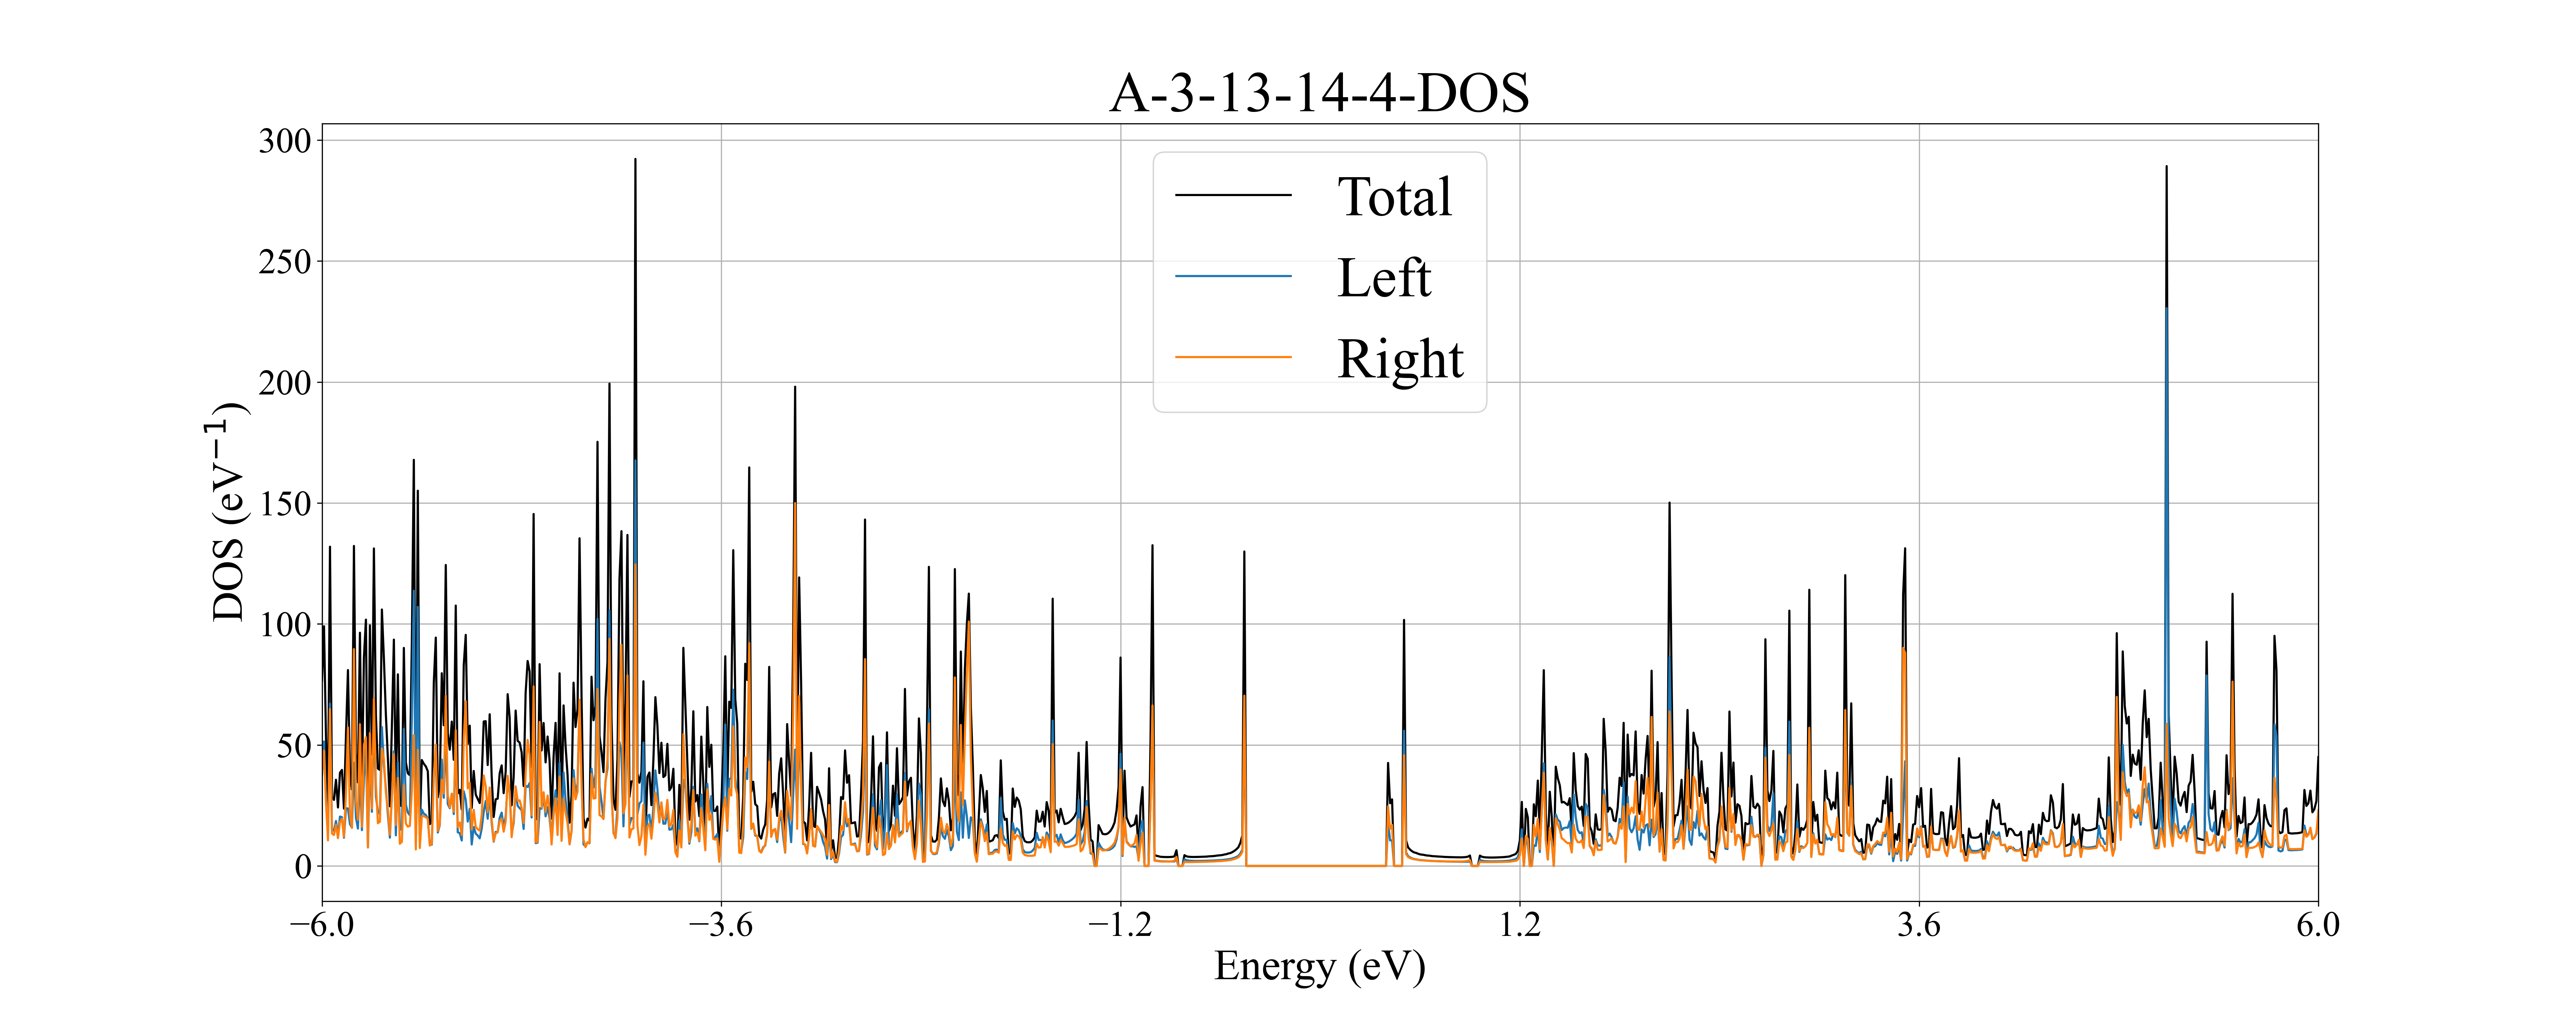 A-3-13-14-4-DOS
300
250
200
150
100
50
0
DOS (eV⁻¹)
Total
Left
Right
−6.0
−3.6
−1.2
1.2
3.6
6.0
Energy (eV)